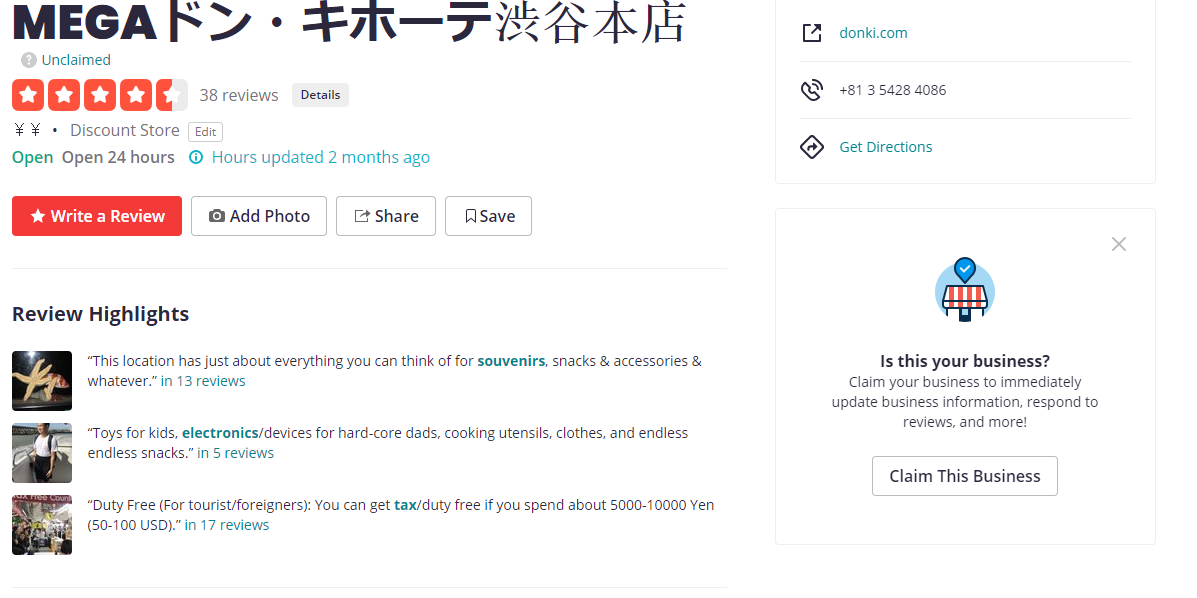 MEGAドン・キホーテ渋谷本店
Unclaimed
38 reviews Details
¥¥ • Discount Store Edit
Open Open 24 hours Hours updated 2 months ago
Write a Review Add Photo Share Save
Review Highlights
“This location has just about everything you can think of for souvenirs, snacks & accessories &
whatever.” in 13 reviews
“Toys for kids, electronics/devices for hard-core dads, cooking utensils, clothes, and endless
endless snacks.” in 5 reviews
“Duty Free (For tourist/foreigners): You can get tax/duty free if you spend about 5000-10000 Yen
(50-100 USD).” in 17 reviews
donki.com
+81 3 5428 4086
Get Directions
Is this your business?
Claim your business to immediately
update business information, respond to
reviews, and more!
Claim This Business